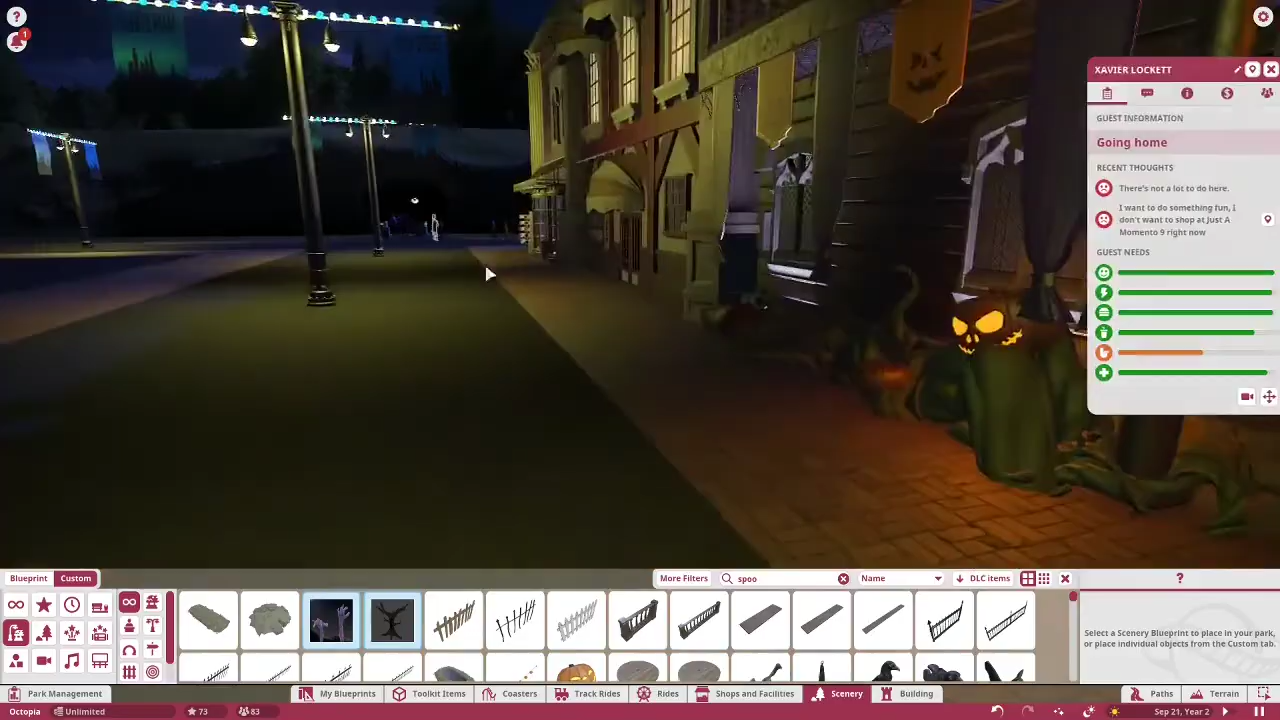 ?
1
XAVIER LOCKETT
GUEST INFORMATION
Going home
RECENT THOUGHTS
There's not a lot to do here.
I want to do something fun, I
don't want to shop at Just A
Momento 9 right now
GUEST NEEDS
Blueprint Custom
More Filters spoo Name DLC items ?
Select a Scenery Blueprint to place in your park,
or place individual objects from the Custom tab.
Park Management My Blueprints Toolkit Items Coasters Track Rides Rides Shops and Facilities Scenery Building Paths Terrain
Octopia Unlimited 73 83 Sep 21, Year 2